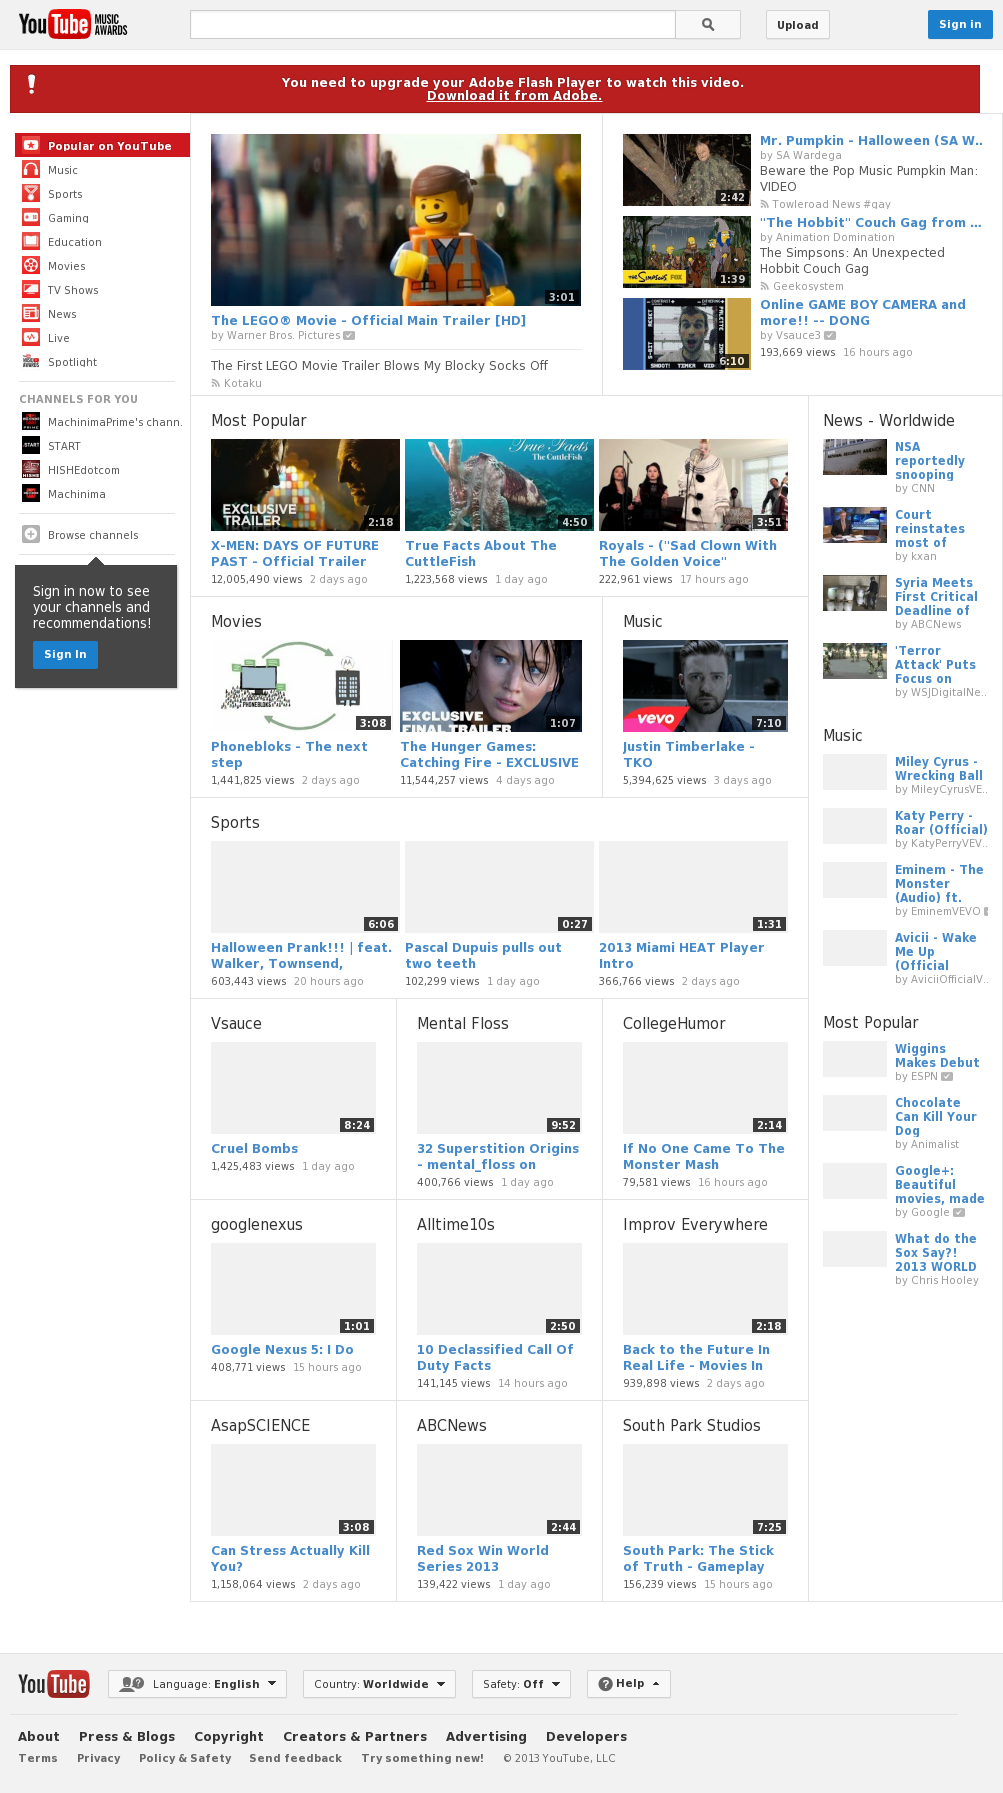 YouTube MUSIC AWARDS
Upload
Sign in
You need to upgrade your Adobe Flash Player to watch this video.
Download it from Adobe.
Popular on YouTube
Music
Sports
Gaming
Education
Movies
TV Shows
News
Live
Spotlight
CHANNELS FOR YOU
MachinimaPrime's chann.
START
HISHEdotcom
Machinima
Browse channels
Sign in now to see
your channels and
recommendations!
Sign In
3:01
The LEGO® Movie - Official Main Trailer [HD]
by Warner Bros. Pictures
The First LEGO Movie Trailer Blows My Blocky Socks Off
Kotaku
2:42
Mr. Pumpkin - Halloween (SA W..
by SA Wardega
Beware the Pop Music Pumpkin Man:
VIDEO
Towleroad News #gay
THE SIMPSONS FOX
1:39
"The Hobbit" Couch Gag from ...
by Animation Domination
The Simpsons: An Unexpected
Hobbit Couch Gag
Geekosystem
6:10
Online GAME BOY CAMERA and
more!! -- DONG
by Vsauce3
193,669 views 16 hours ago
Most Popular
EXCLUSIVE
TRAILER
2:18
X-MEN: DAYS OF FUTURE
PAST - Official Trailer
12,005,490 views 2 days ago
True Facts
The CuttleFish
4:50
True Facts About The
CuttleFish
1,223,568 views 1 day ago
3:51
Royals - ("Sad Clown With
The Golden Voice"
222,961 views 17 hours ago
Movies
PHONEBLOKS
3:08
Phonebloks - The next
step
1,441,825 views 2 days ago
EXCLUSIVE
FINAL TRAILER
1:07
The Hunger Games:
Catching Fire - EXCLUSIVE
11,544,257 views 4 days ago
Music
vevo
7:10
Justin Timberlake -
TKO
5,394,625 views 3 days ago
Sports
6:06
Halloween Prank!!! | feat.
Walker, Townsend,
603,443 views 20 hours ago
0:27
Pascal Dupuis pulls out
two teeth
102,299 views 1 day ago
1:31
2013 Miami HEAT Player
Intro
366,766 views 2 days ago
Vsauce
8:24
Cruel Bombs
1,425,483 views 1 day ago
Mental Floss
9:52
32 Superstition Origins
- mental_floss on
400,766 views 1 day ago
CollegeHumor
2:14
If No One Came To The
Monster Mash
79,581 views 16 hours ago
googlenexus
1:01
Google Nexus 5: I Do
408,771 views 15 hours ago
Alltime10s
2:50
10 Declassified Call Of
Duty Facts
141,145 views 14 hours ago
Improv Everywhere
2:18
Back to the Future In
Real Life - Movies In
939,898 views 2 days ago
AsapSCIENCE
3:08
Can Stress Actually Kill
You?
1,158,064 views 2 days ago
ABCNews
2:44
Red Sox Win World
Series 2013
139,422 views 1 day ago
South Park Studios
7:25
South Park: The Stick
of Truth - Gameplay
156,239 views 15 hours ago
News - Worldwide
NSA
reportedly
snooping
by CNN
Court
reinstates
most of
by kxan
Syria Meets
First Critical
Deadline of
by ABCNews
'Terror
Attack' Puts
Focus on
by WSJDigitalNe..
Music
Miley Cyrus -
Wrecking Ball
by MileyCyrusVE..
Katy Perry -
Roar (Official)
by KatyPerryVEV..
Eminem - The
Monster
(Audio) ft.
by EminemVEVO
Avicii - Wake
Me Up
(Official
by AviciiOfficialV..
Most Popular
Wiggins
Makes Debut
by ESPN
Chocolate
Can Kill Your
Dog
by Animalist
Google+:
Beautiful
movies, made
by Google
What do the
Sox Say?!
2013 WORLD
by Chris Hooley
YouTube
Language: English
Country: Worldwide
Safety: Off
Help
About Press & Blogs Copyright Creators & Partners Advertising Developers
Terms Privacy Policy & Safety Send feedback Try something new! © 2013 YouTube, LLC